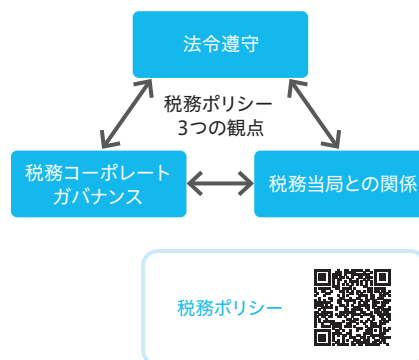 法令遵守
税務ポリシー
3つの観点
税務コーポレート
ガバナンス
税務当局との関係
税務ポリシー